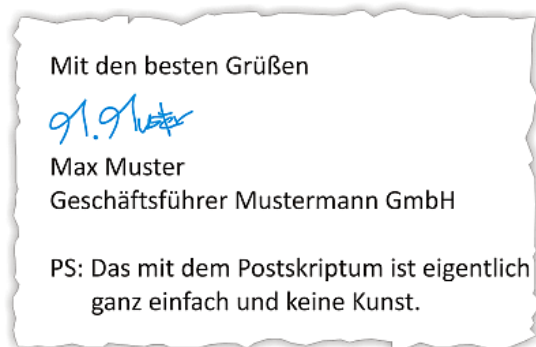 Mit den besten Grüßen
M. Muster
Max Muster
Geschäftsführer Mustermann GmbH
PS: Das mit dem Postskriptum ist eigentlich
ganz einfach und keine Kunst.